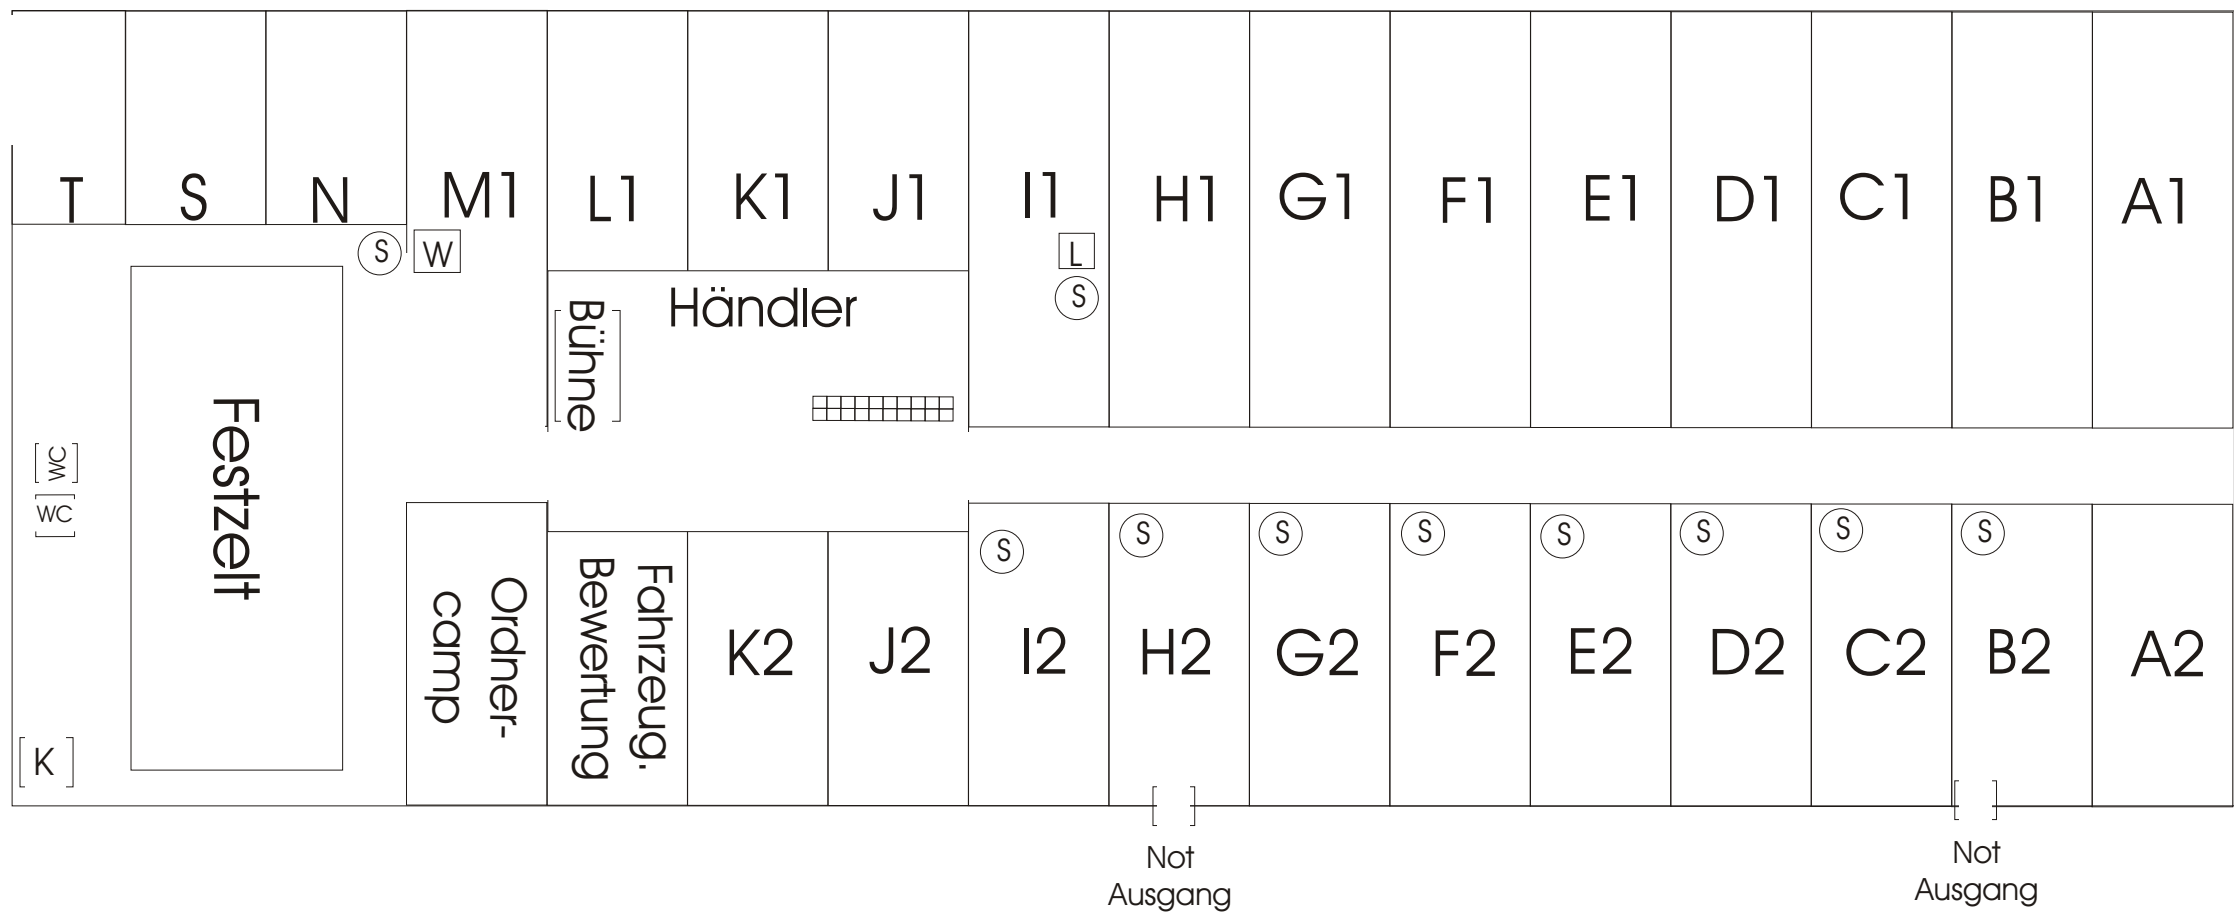 T S N M1 L1 K1 J1 I1 H1 G1 F1 E1 D1 C1 B1 A1
S W L
S
Händler
Bühne
Festzelt
WC
WC
K
S S S S S S S S
Ordner-
camp
Fahrzeug.
Bewertung
K2 J2 I2 H2 G2 F2 E2 D2 C2 B2 A2
Not
Ausgang
Not
Ausgang